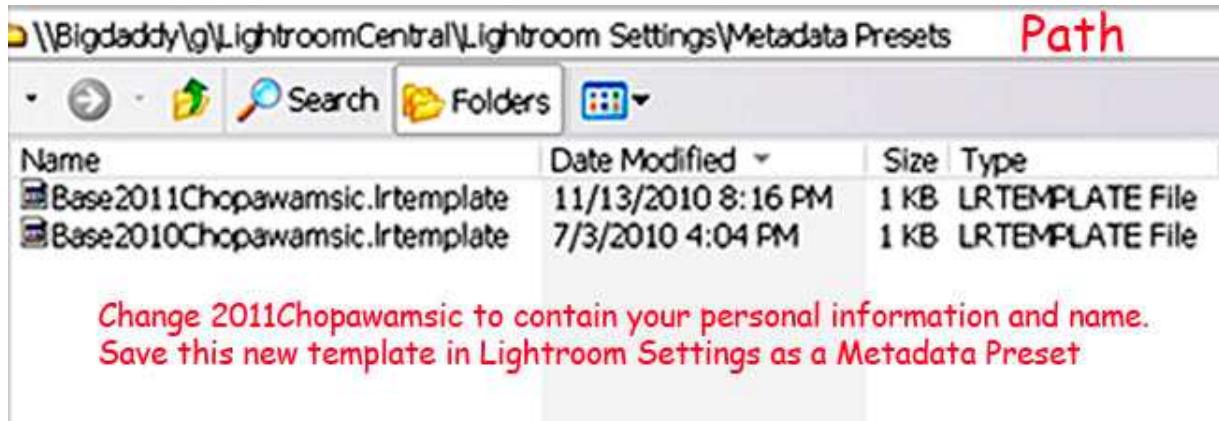 \\Bigdaddy\g\LightroomCentral\Lightroom Settings\Metadata Presets Path
Search Folders
Name Date Modified Size Type
Base2011Chopawamsic.lrtemplate 11/13/2010 8:16 PM 1 KB LRTEMPLATE File
Base2010Chopawamsic.lrtemplate 7/3/2010 4:04 PM 1 KB LRTEMPLATE File
Change 2011Chopawamsic to contain your personal information and name.
Save this new template in Lightroom Settings as a Metadata Preset